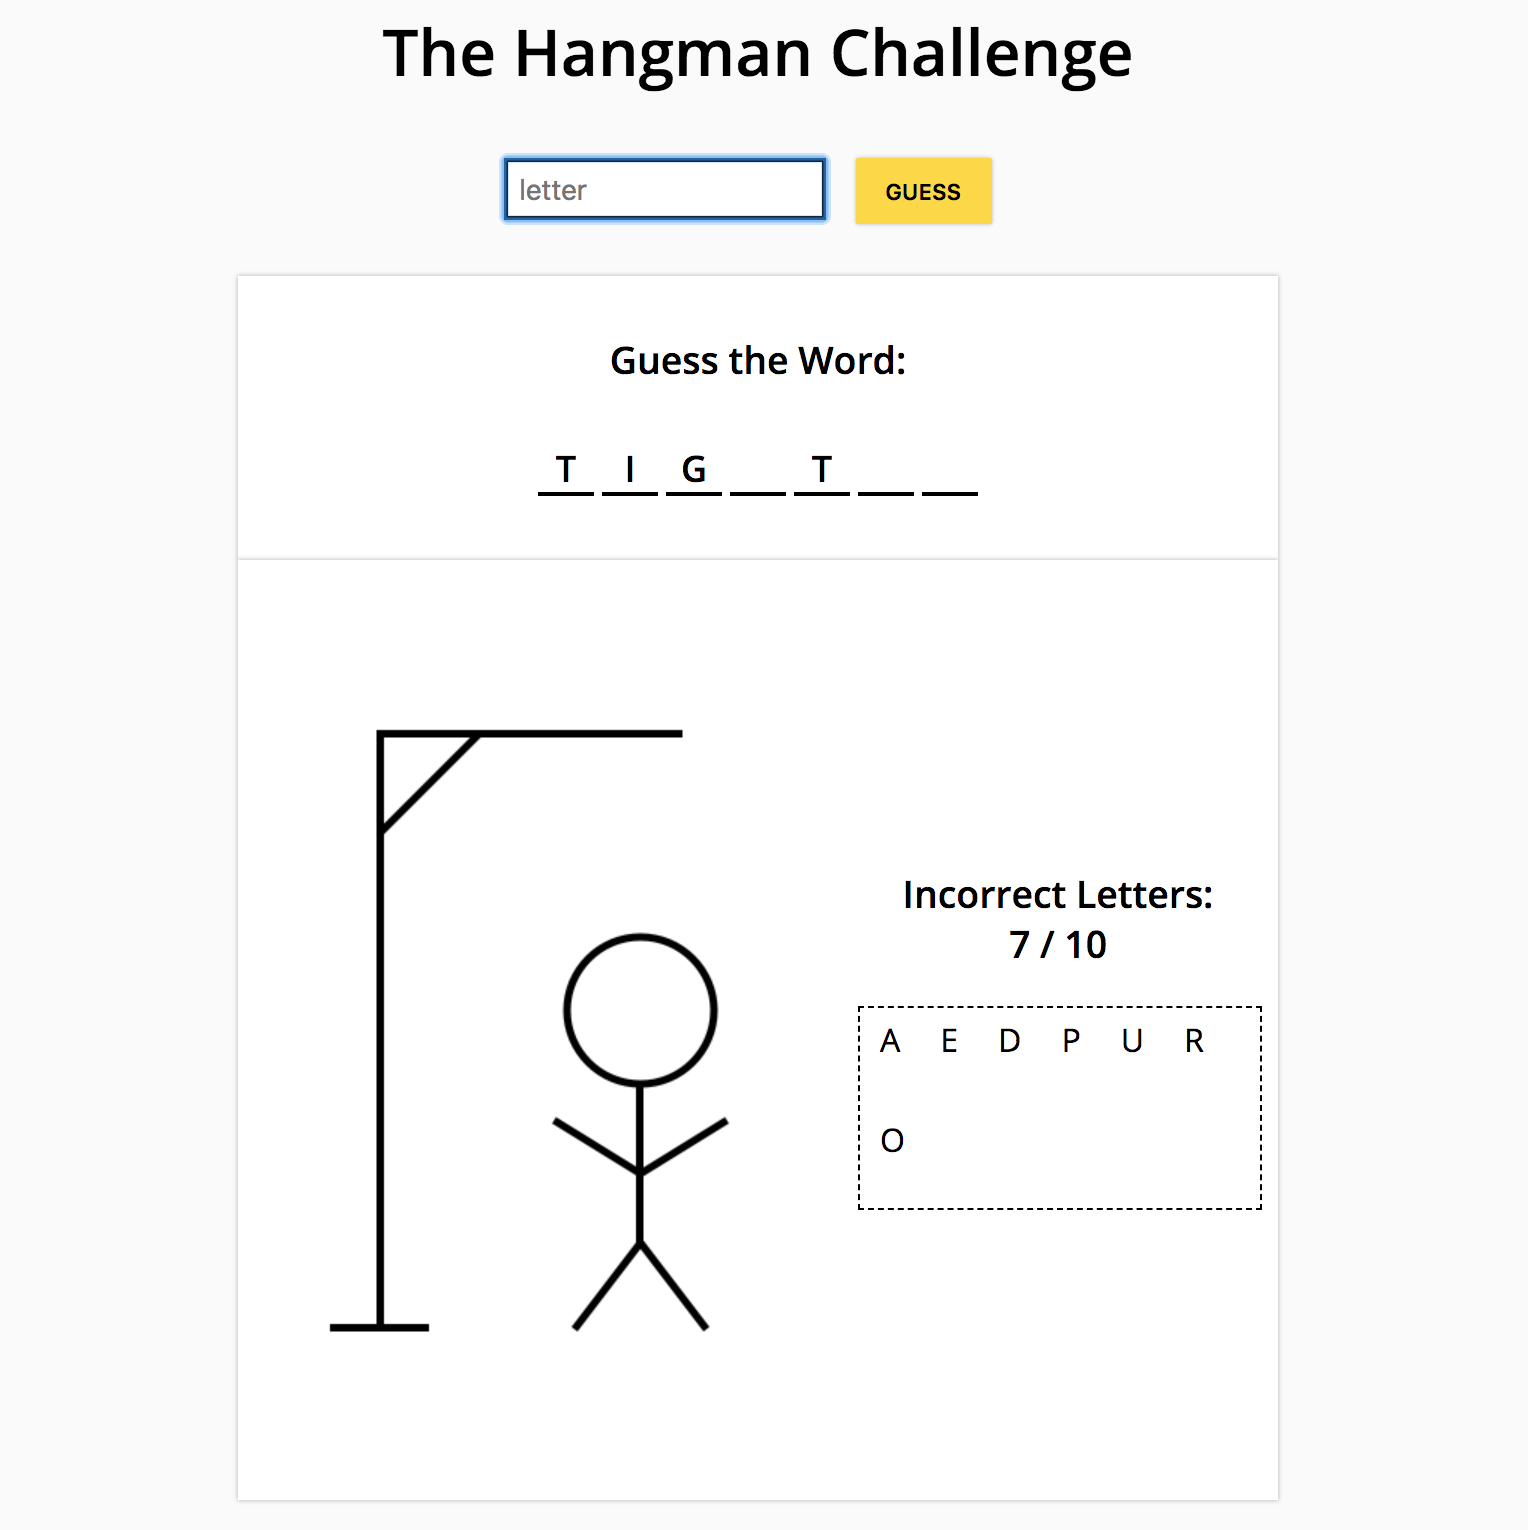 The Hangman Challenge
letter GUESS
Guess the Word:
T I G _ T _ _
Incorrect Letters:
7 / 10
A E D P U R
O